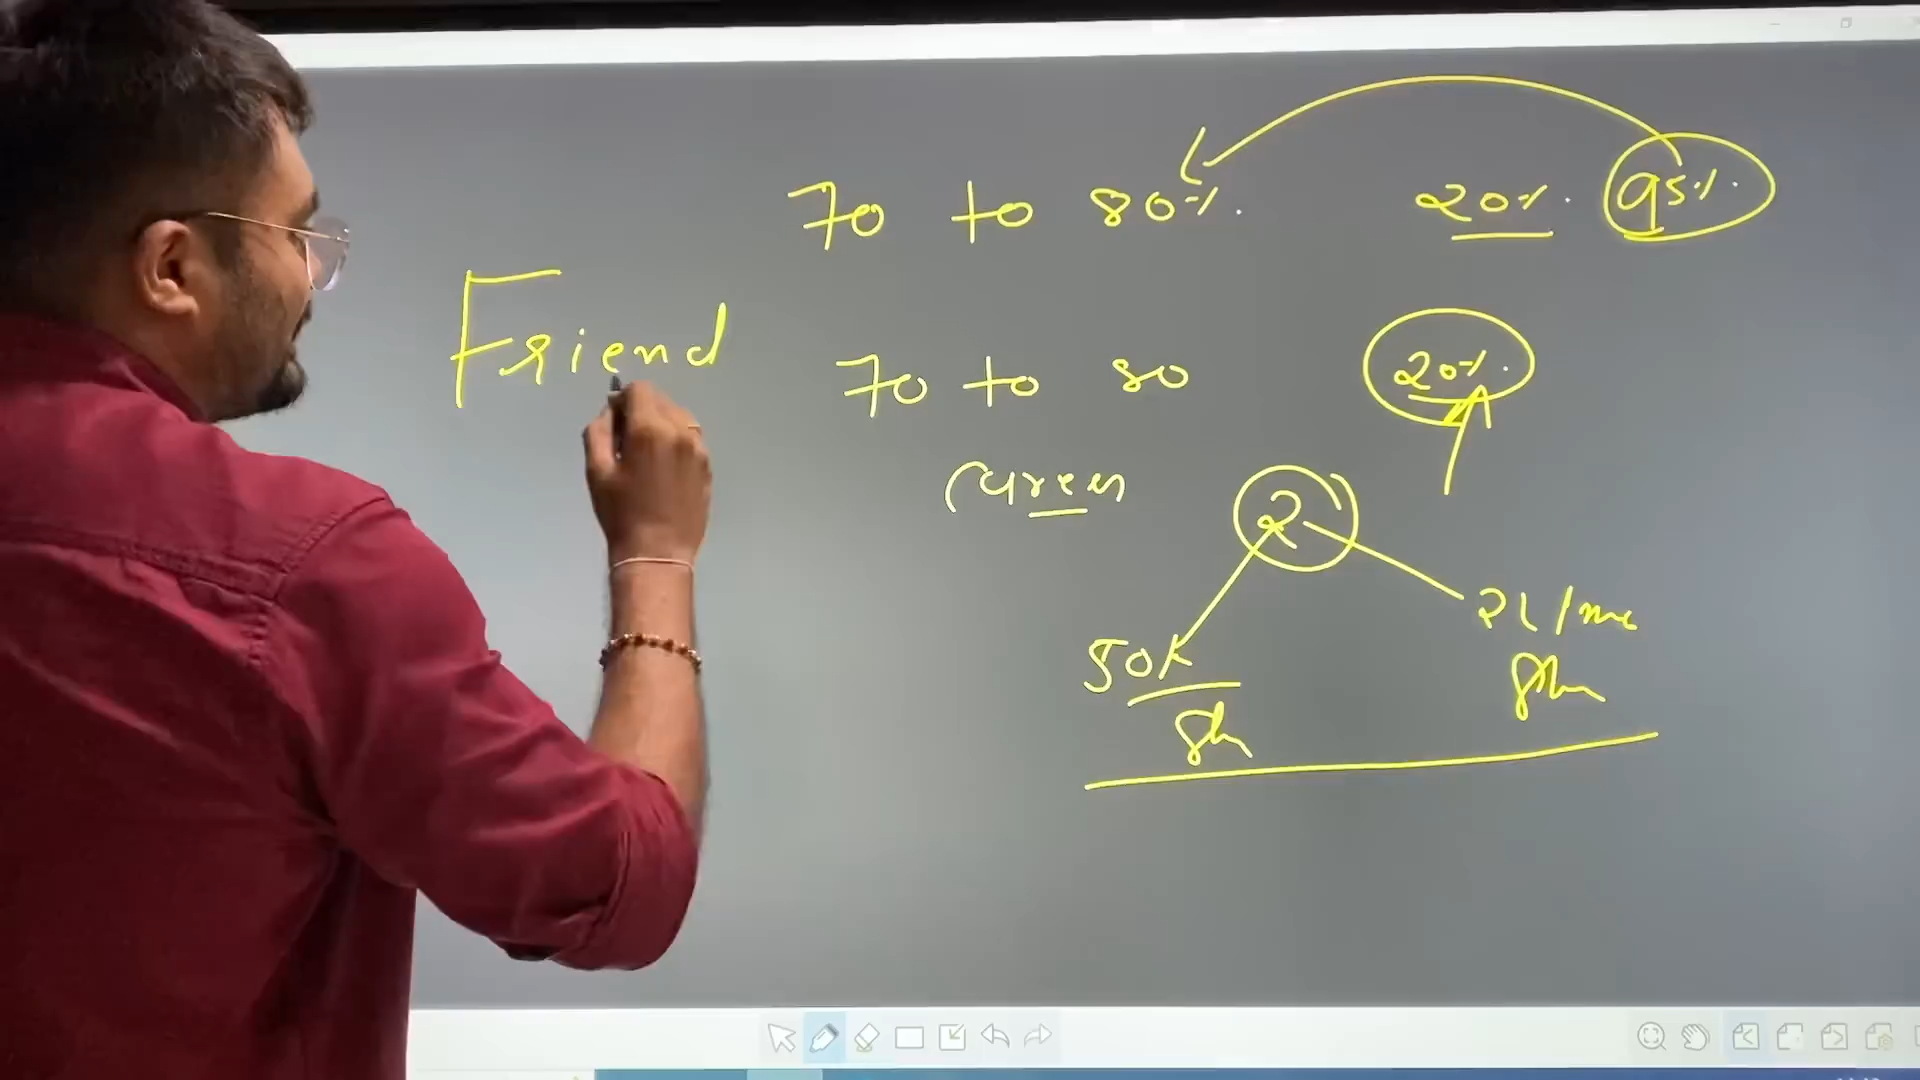 70 to 80%. 20%. 95%.
Friend 70 to 80 20%.
2
50K 2L/mo